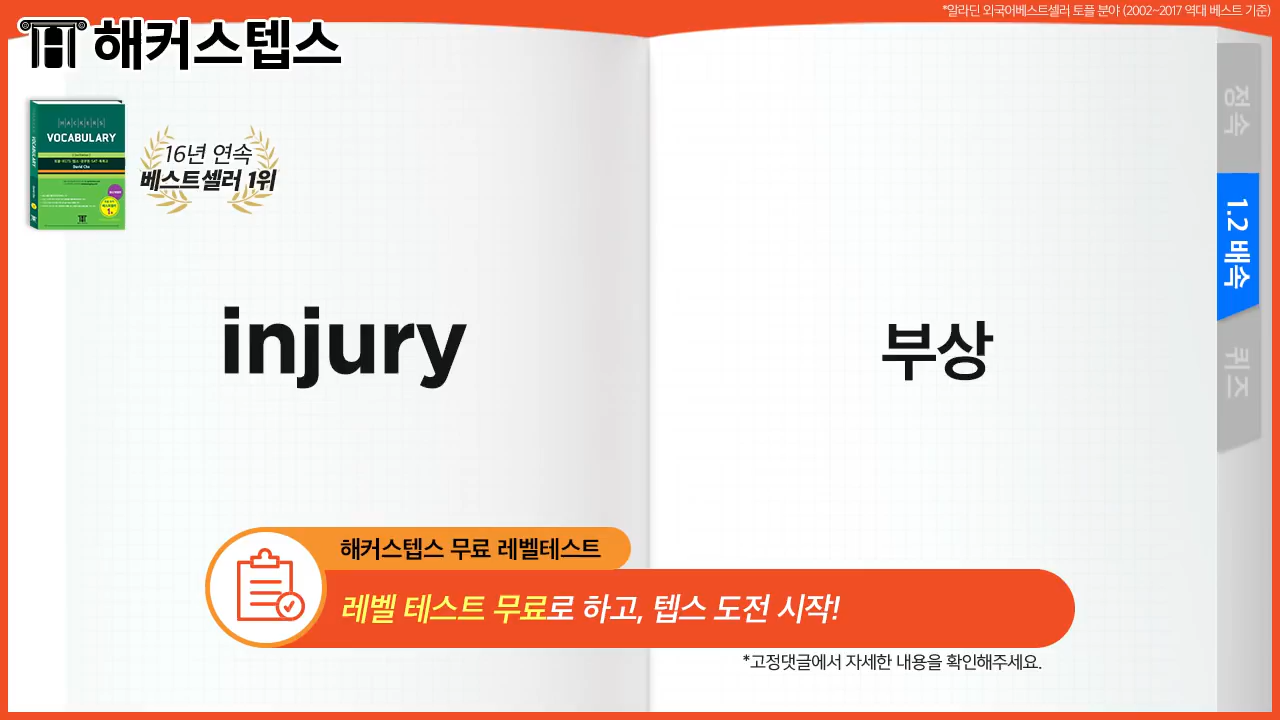 *알라딘 외국어베스트셀러 토플 분야 (2002~2017 역대 베스트 기준)
해커스텝스
HACKERS
VOCABULARY
16년 연속
베스트셀러 1위
정속
1.2 배속
퀴즈
injury
부상
해커스텝스 무료 레벨테스트
레벨 테스트 무료로 하고, 텝스 도전 시작!
*고정댓글에서 자세한 내용을 확인해주세요.